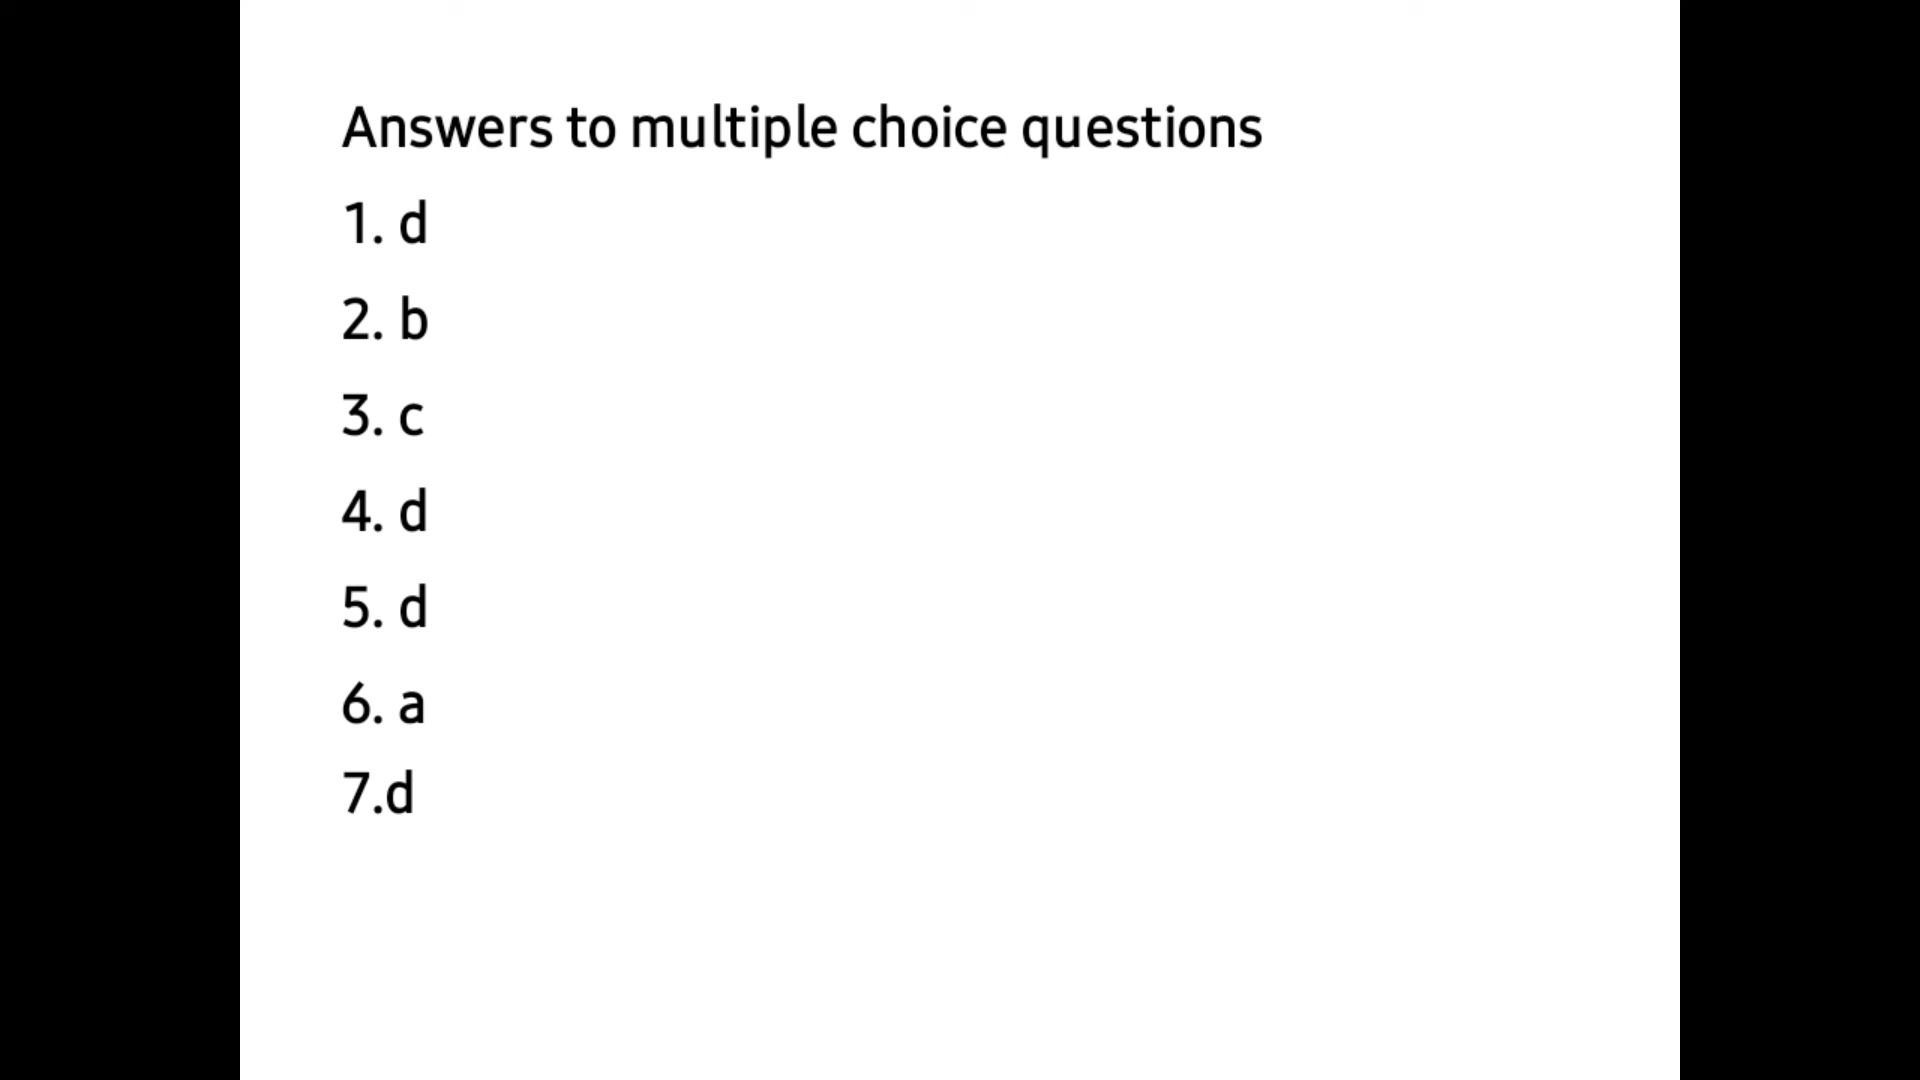 Answers to multiple choice questions
1. d
2. b
3. c
4. d
5. d
6. a
7.d